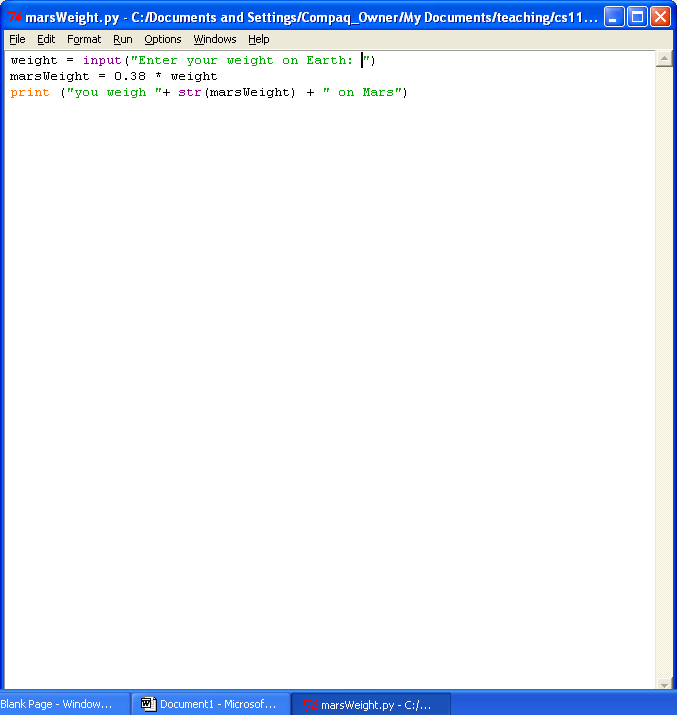 marsWeight.py - C:/Documents and Settings/Compaq_Owner/My Documents/teaching/cs11...
File Edit Format Run Options Windows Help
weight = input("Enter your weight on Earth: ")
marsWeight = 0.38 * weight
print ("you weigh "+ str(marsWeight) + " on Mars")
Blank Page - Window... Document1 - Microsof... marsWeight.py - C:/...